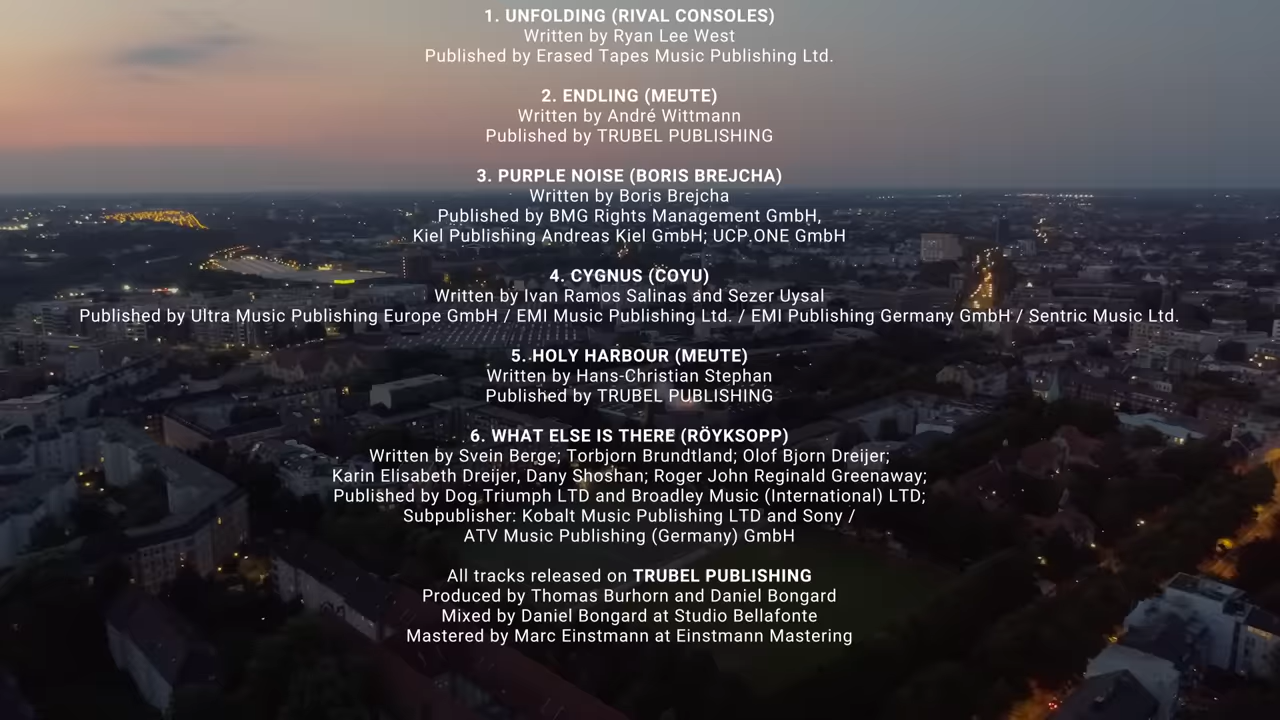 1. UNFOLDING (RIVAL CONSOLES)
Written by Ryan Lee West
Published by Erased Tapes Music Publishing Ltd.
2. ENDLING (MEUTE)
Written by André Wittmann
Published by TRUBEL PUBLISHING
3. PURPLE NOISE (BORIS BREJCHA)
Written by Boris Brejcha
Published by BMG Rights Management GmbH,
Kiel Publishing Andreas Kiel GmbH; UCP.ONE GmbH
4. CYGNUS (COYU)
Written by Ivan Ramos Salinas and Sezer Uysal
Published by Ultra Music Publishing Europe GmbH / EMI Music Publishing Ltd. / EMI Publishing Germany GmbH / Sentric Music Ltd.
5. HOLY HARBOUR (MEUTE)
Written by Hans-Christian Stephan
Published by TRUBEL PUBLISHING
6. WHAT ELSE IS THERE (RÖYKSOPP)
Written by Svein Berge; Torbjorn Brundtland; Olof Bjorn Dreijer;
Karin Elisabeth Dreijer, Dany Shoshan; Roger John Reginald Greenaway;
Published by Dog Triumph LTD and Broadley Music (International) LTD;
Subpublisher: Kobalt Music Publishing LTD and Sony /
ATV Music Publishing (Germany) GmbH
All tracks released on TRUBEL PUBLISHING
Produced by Thomas Burhorn and Daniel Bongard
Mixed by Daniel Bongard at Studio Bellafonte
Mastered by Marc Einstmann at Einstmann Mastering